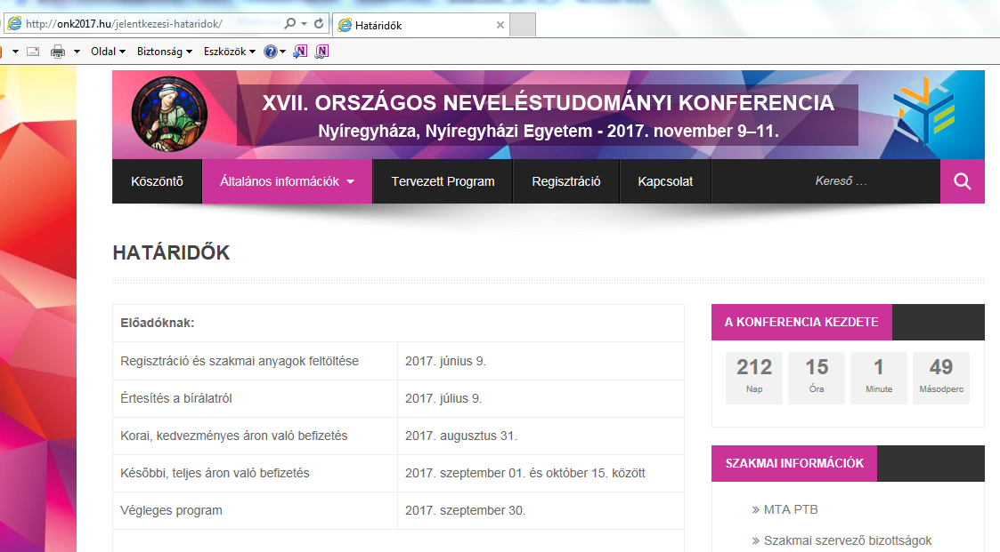 http://onk2017.hu/jelentkezesi-hataridok/
Határidők
Oldal
Biztonság
Eszközök
XVII. ORSZÁGOS NEVELÉSTUDOMÁNYI KONFERENCIA
Nyíregyháza, Nyíregyházi Egyetem - 2017. november 9–11.
Köszöntő
Általános információk
Tervezett Program
Regisztráció
Kapcsolat
Kereső …
HATÁRIDŐK
Előadóknak:
Regisztráció és szakmai anyagok feltöltése 2017. június 9.
Értesítés a bírálatról 2017. július 9.
Korai, kedvezményes áron való befizetés 2017. augusztus 31.
Későbbi, teljes áron való befizetés 2017. szeptember 01. és október 15. között
Végleges program 2017. szeptember 30.
A KONFERENCIA KEZDETE
212 15 1 49
Nap Óra Minute Másodperc
SZAKMAI INFORMÁCIÓK
» MTA PTB
» Szakmai szervező bizottságok